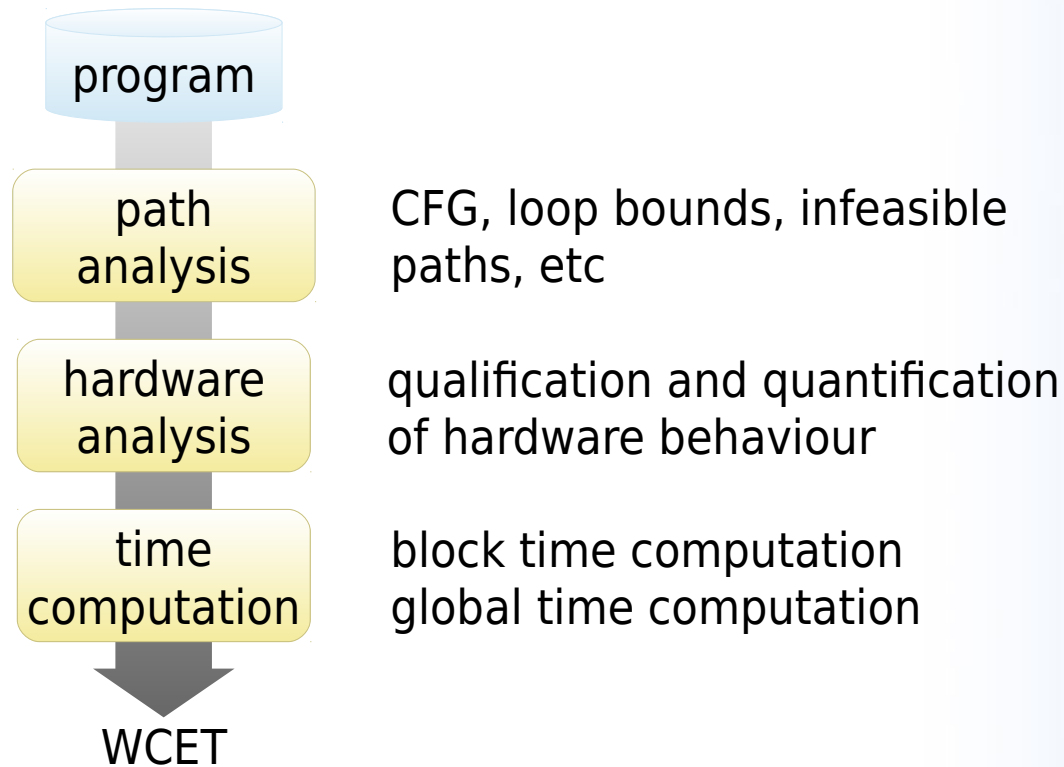 program
path
analysis
CFG, loop bounds, infeasible
paths, etc
hardware
analysis
qualification and quantification
of hardware behaviour
time
computation
block time computation
global time computation
WCET